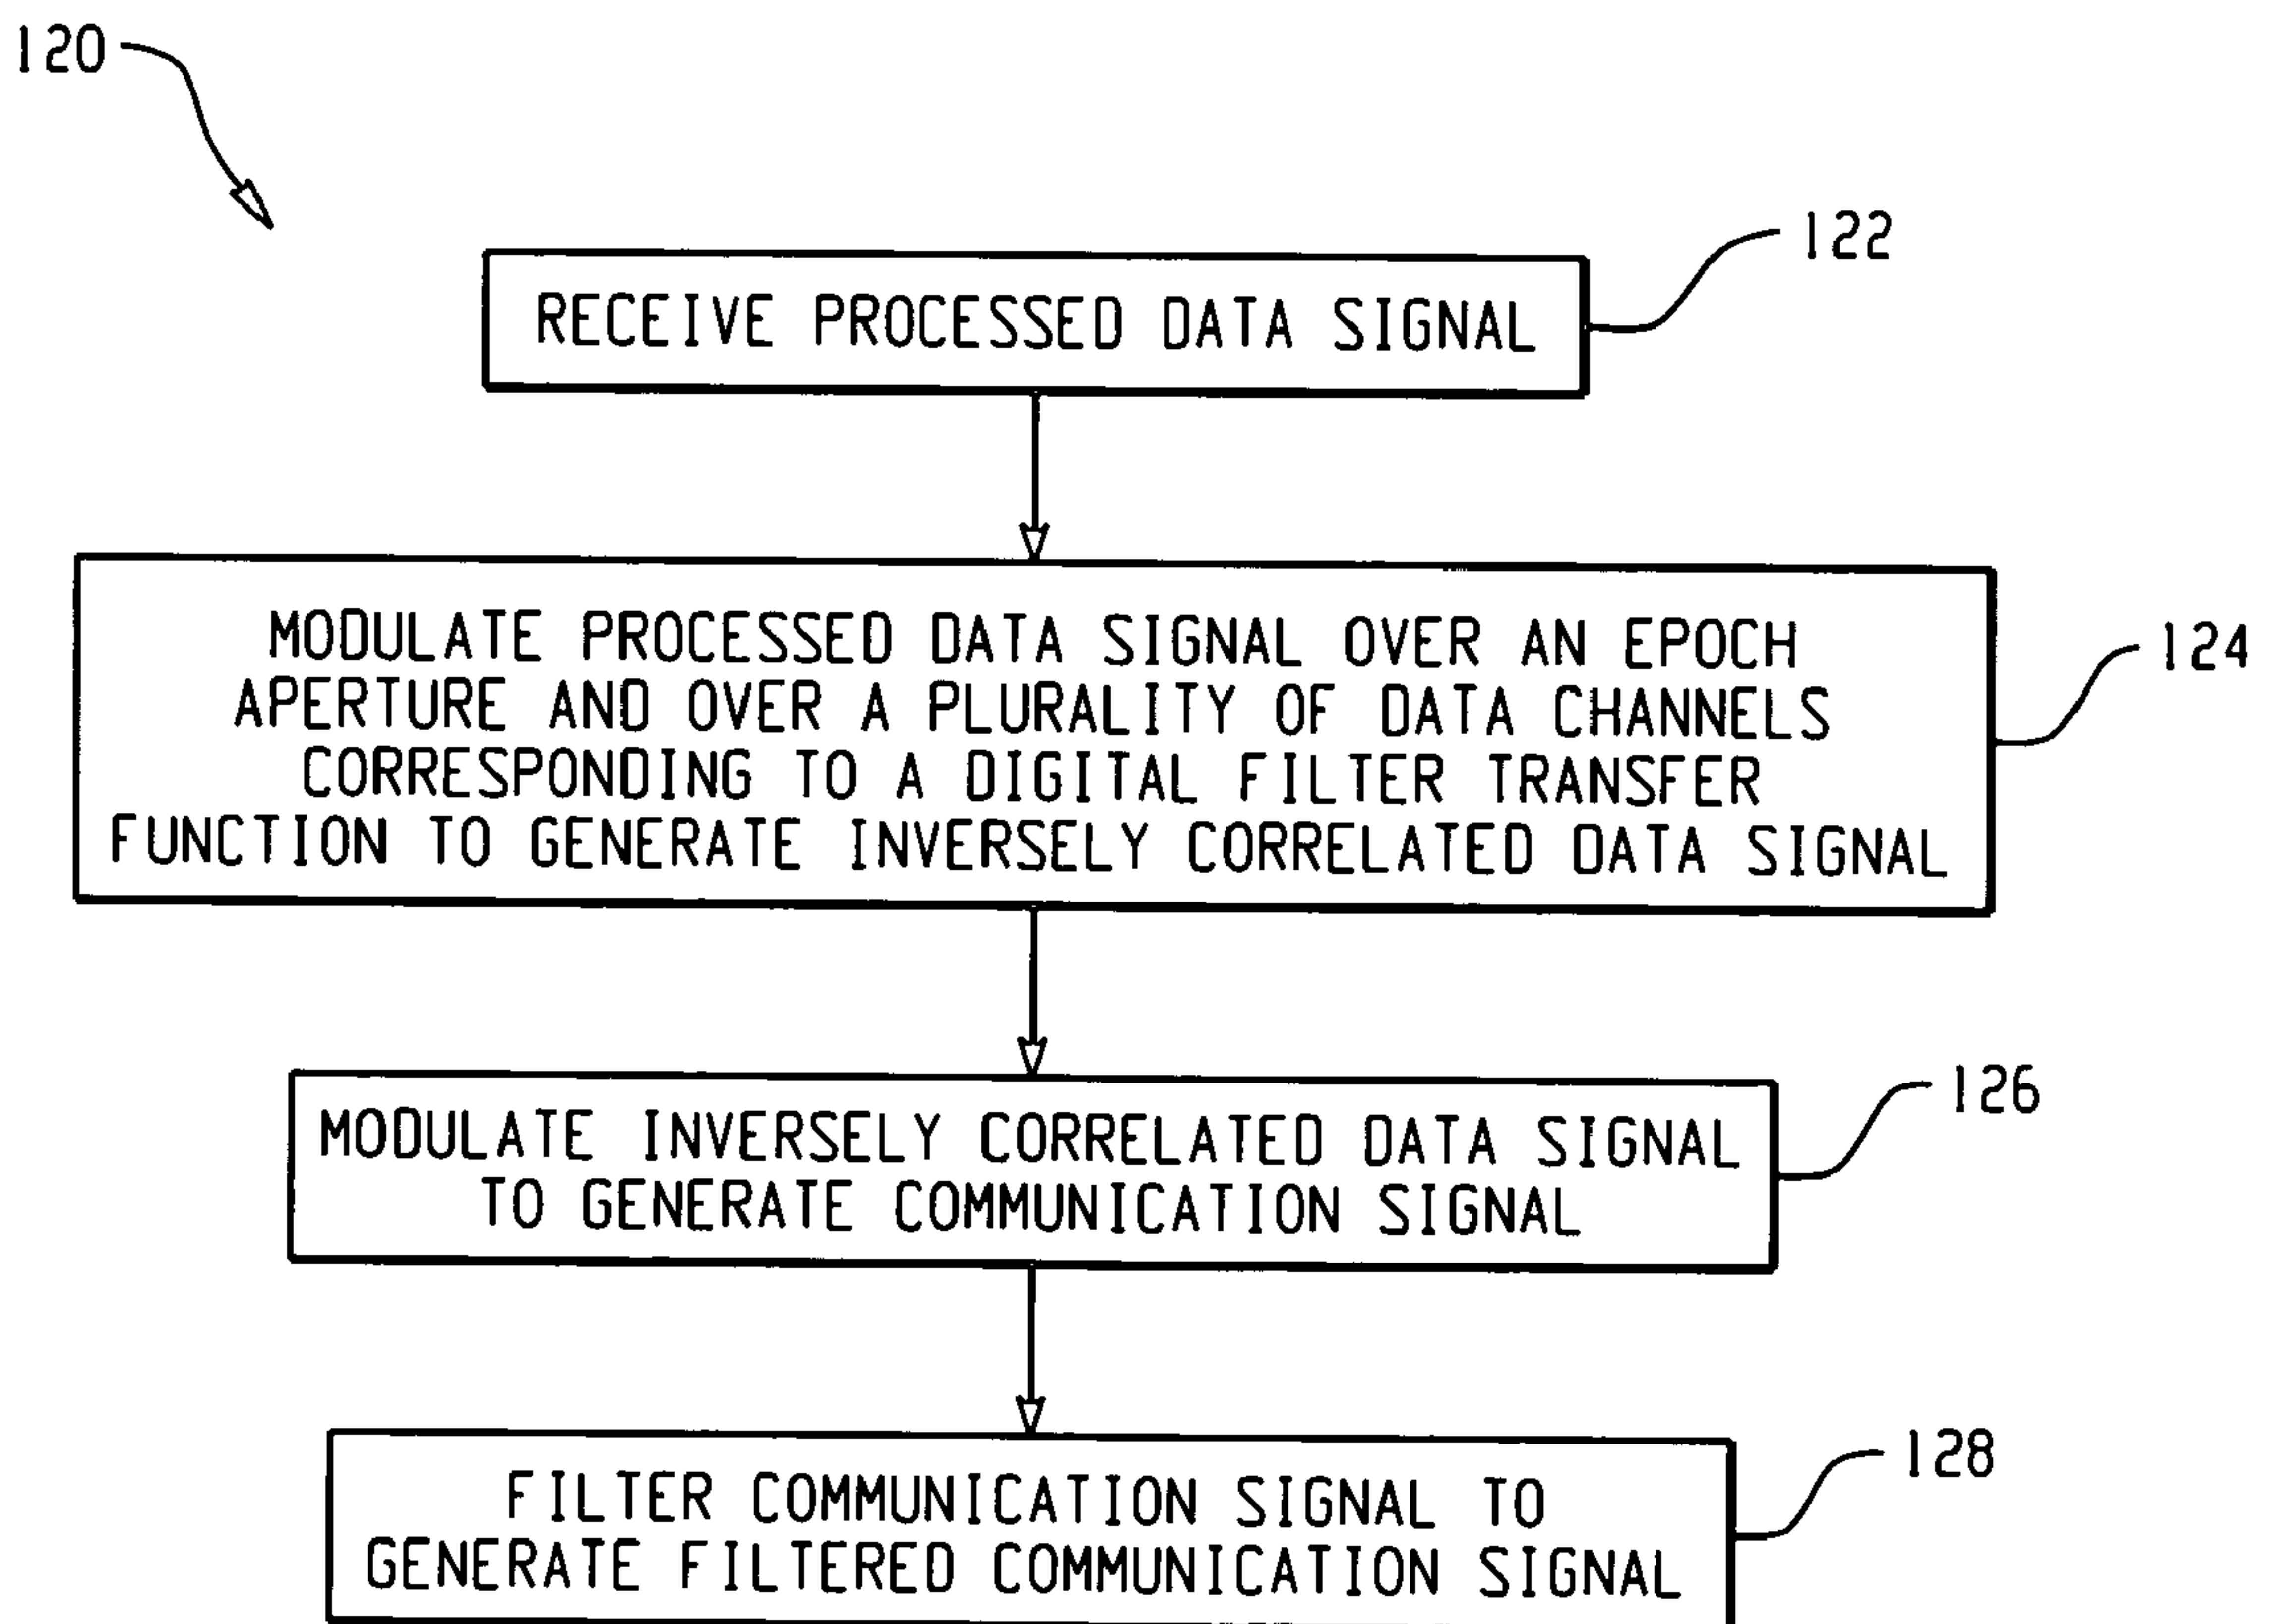 120
122
RECEIVE PROCESSED DATA SIGNAL
MODULATE PROCESSED DATA SIGNAL OVER AN EPOCH
APERTURE AND OVER A PLURALITY OF DATA CHANNELS
CORRESPONDING TO A DIGITAL FILTER TRANSFER
FUNCTION TO GENERATE INVERSELY CORRELATED DATA SIGNAL
124
MODULATE INVERSELY CORRELATED DATA SIGNAL
TO GENERATE COMMUNICATION SIGNAL
126
FILTER COMMUNICATION SIGNAL TO
GENERATE FILTERED COMMUNICATION SIGNAL
128